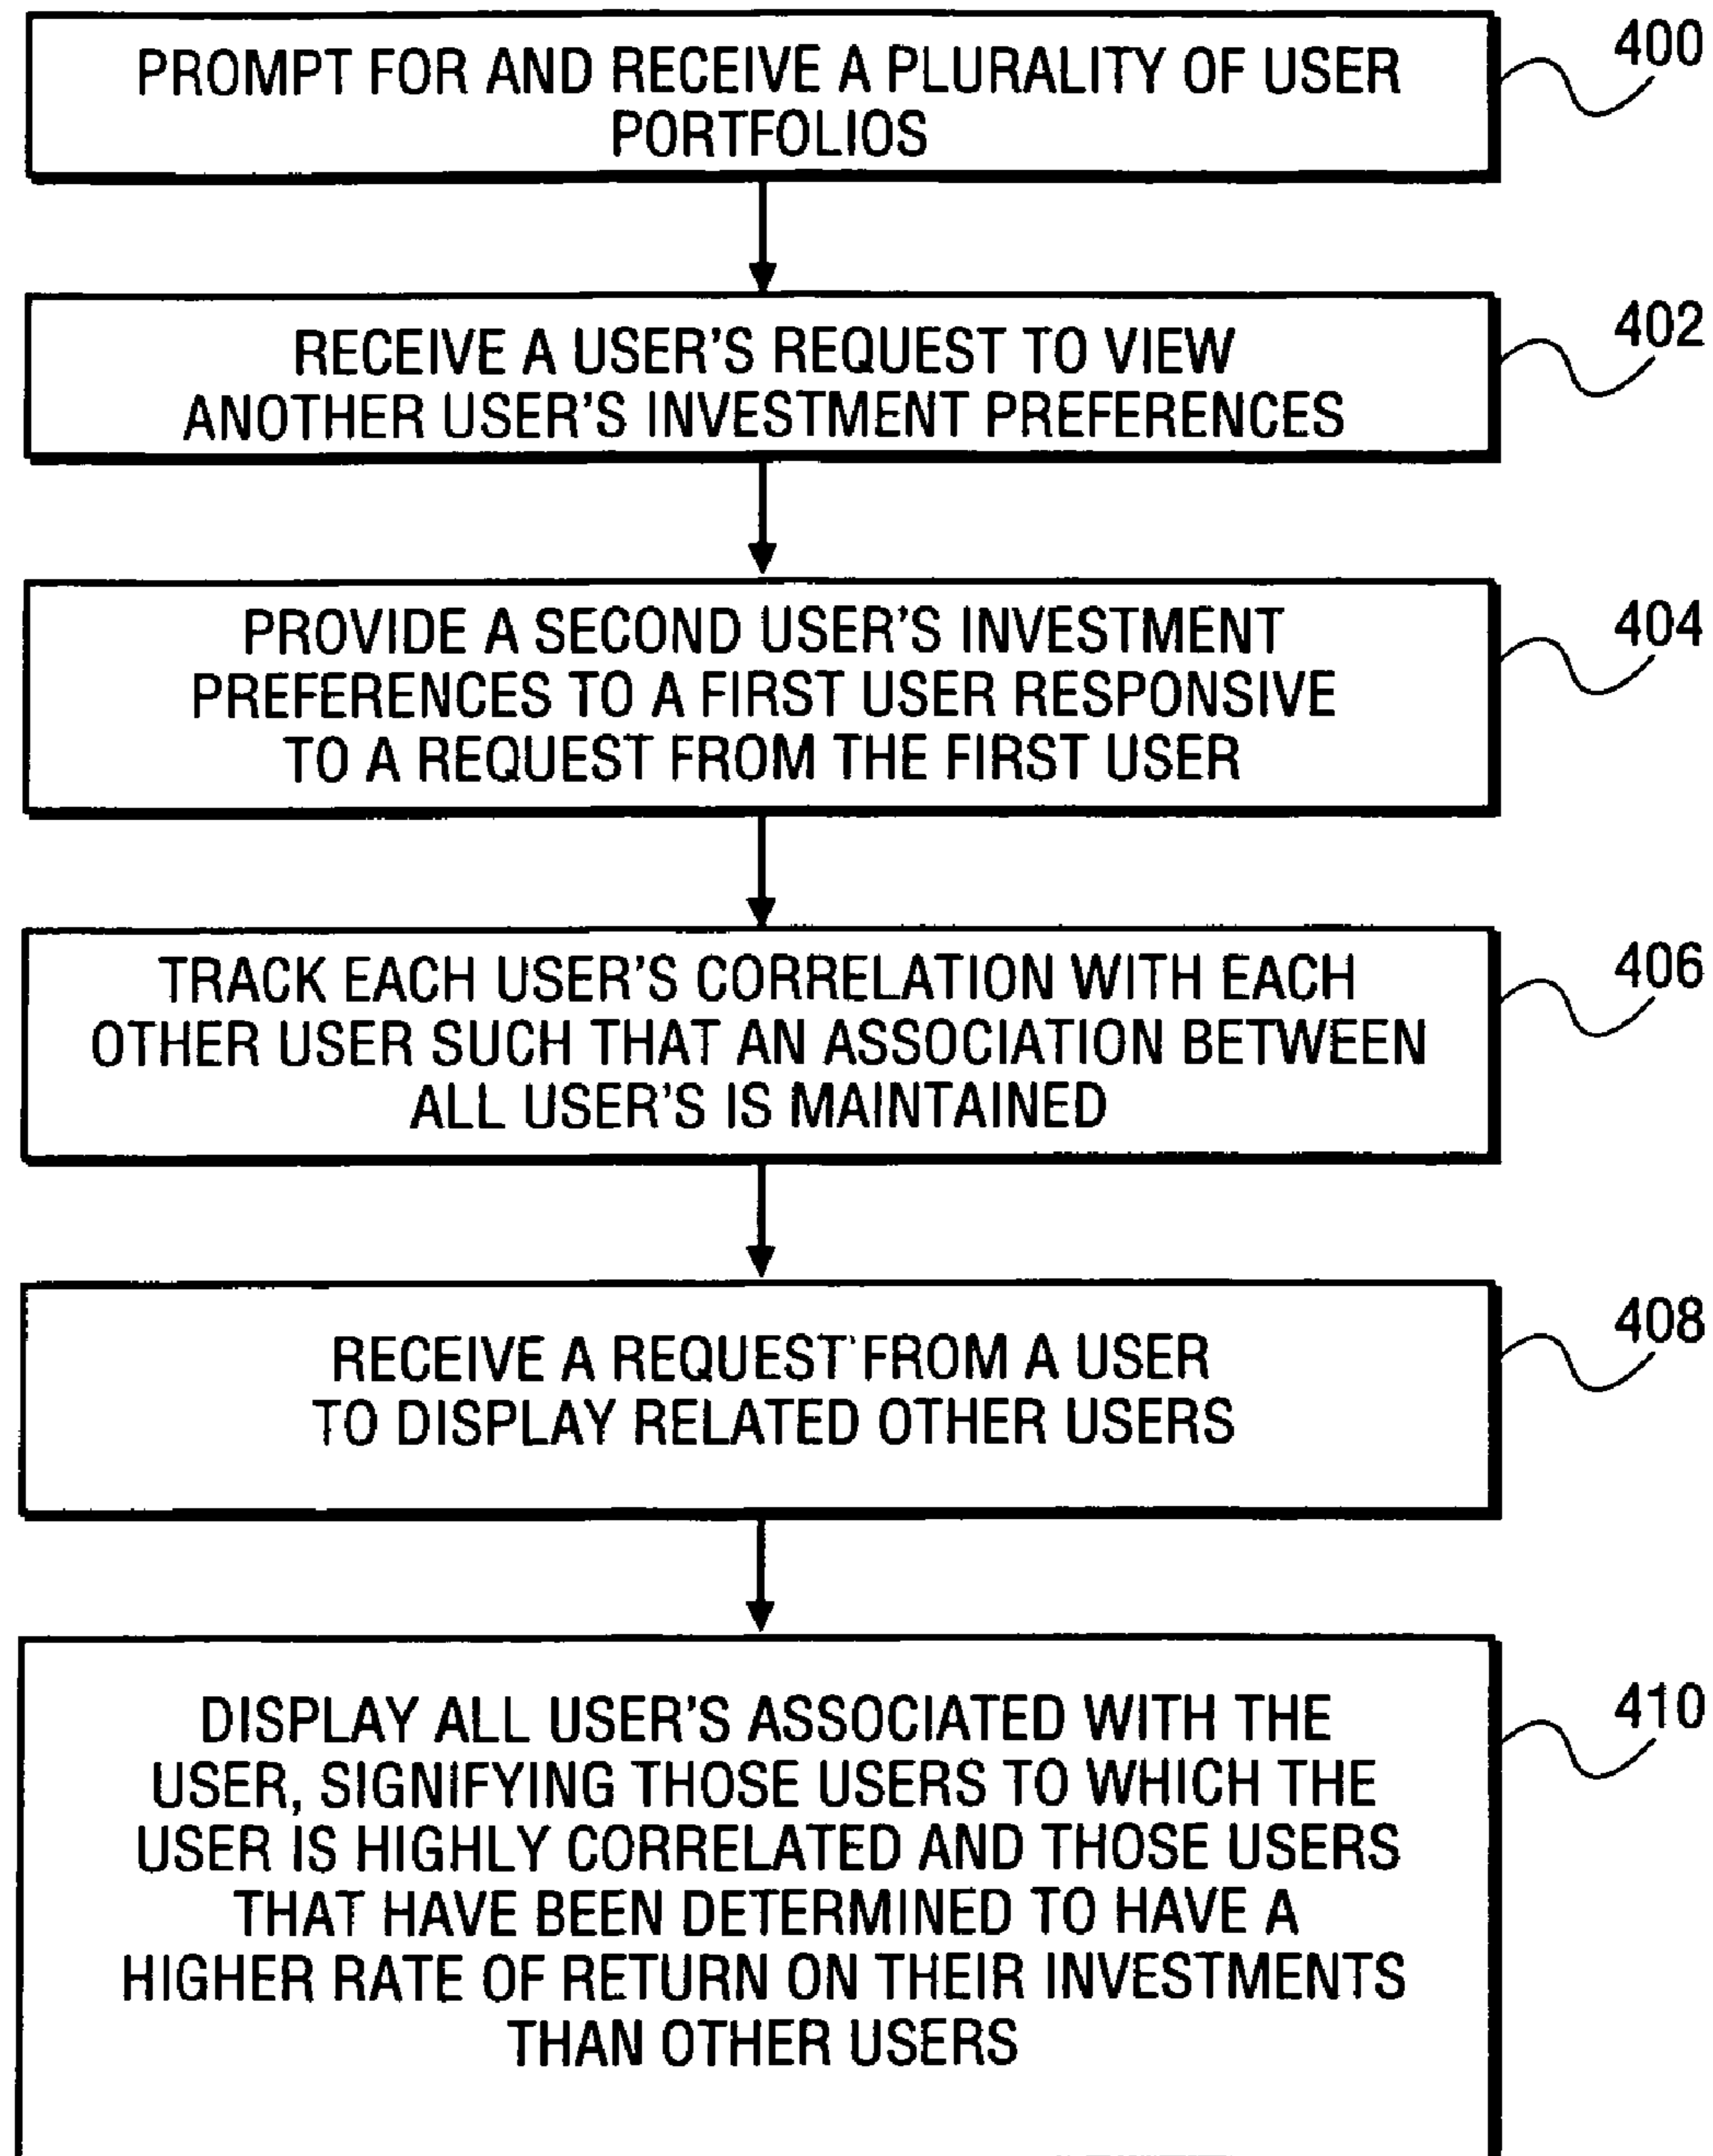 PROMPT FOR AND RECEIVE A PLURALITY OF USER
PORTFOLIOS
400
RECEIVE A USER'S REQUEST TO VIEW
ANOTHER USER'S INVESTMENT PREFERENCES
402
PROVIDE A SECOND USER'S INVESTMENT
PREFERENCES TO A FIRST USER RESPONSIVE
TO A REQUEST FROM THE FIRST USER
404
TRACK EACH USER'S CORRELATION WITH EACH
OTHER USER SUCH THAT AN ASSOCIATION BETWEEN
ALL USER'S IS MAINTAINED
406
RECEIVE A REQUEST FROM A USER
TO DISPLAY RELATED OTHER USERS
408
DISPLAY ALL USER'S ASSOCIATED WITH THE
USER, SIGNIFYING THOSE USERS TO WHICH THE
USER IS HIGHLY CORRELATED AND THOSE USERS
THAT HAVE BEEN DETERMINED TO HAVE A
HIGHER RATE OF RETURN ON THEIR INVESTMENTS
THAN OTHER USERS
410